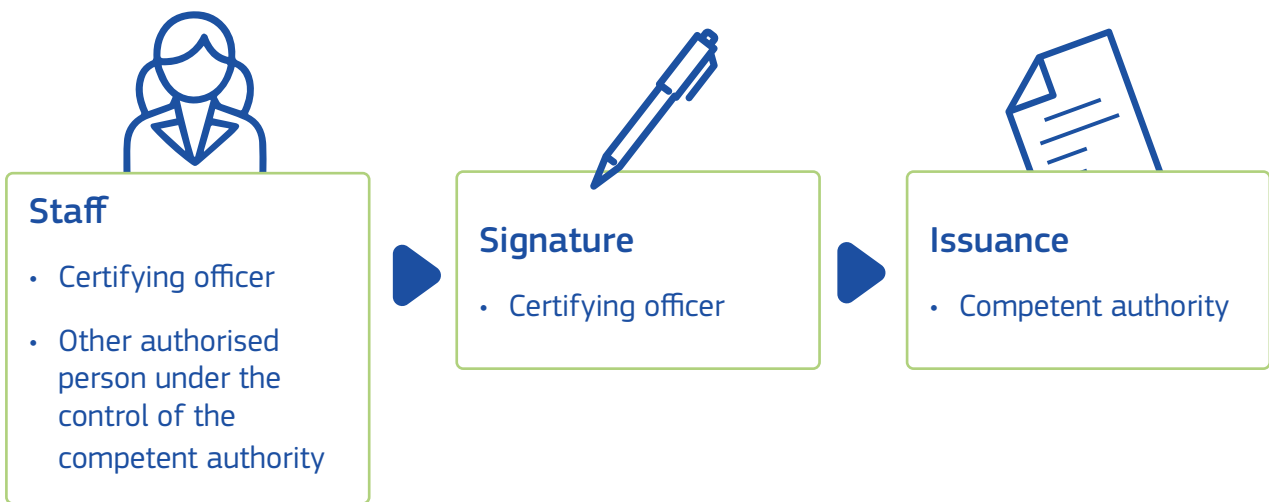 Staff
• Certifying officer
• Other authorised
person under the
control of the
competent authority
Signature
• Certifying officer
Issuance
• Competent authority